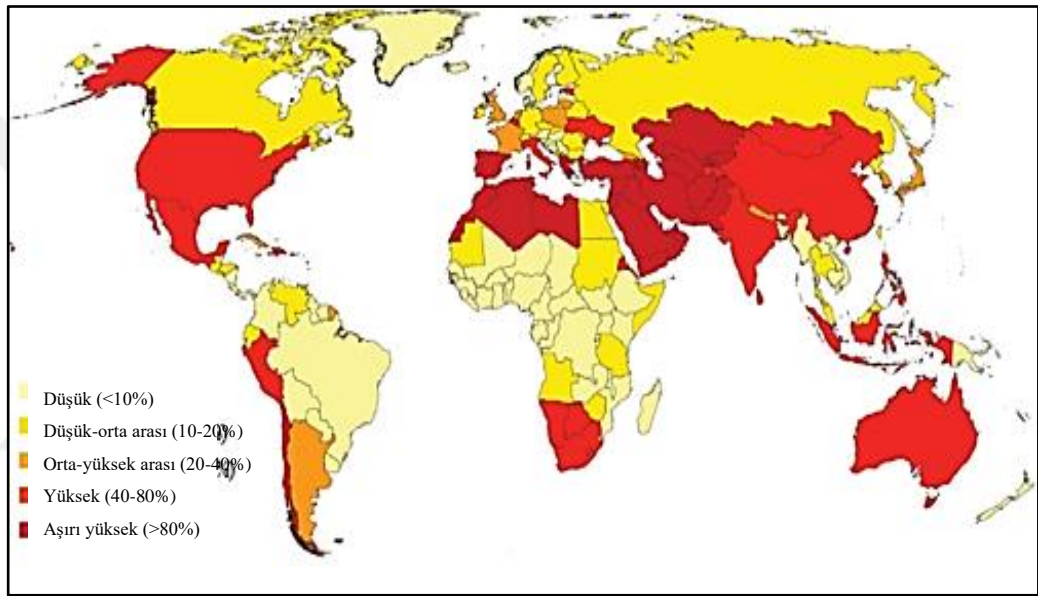 Düşük (<10%)
Düşük-orta arası (10-20%)
Orta-yüksek arası (20-40%)
Yüksek (40-80%)
Aşırı yüksek (>80%)